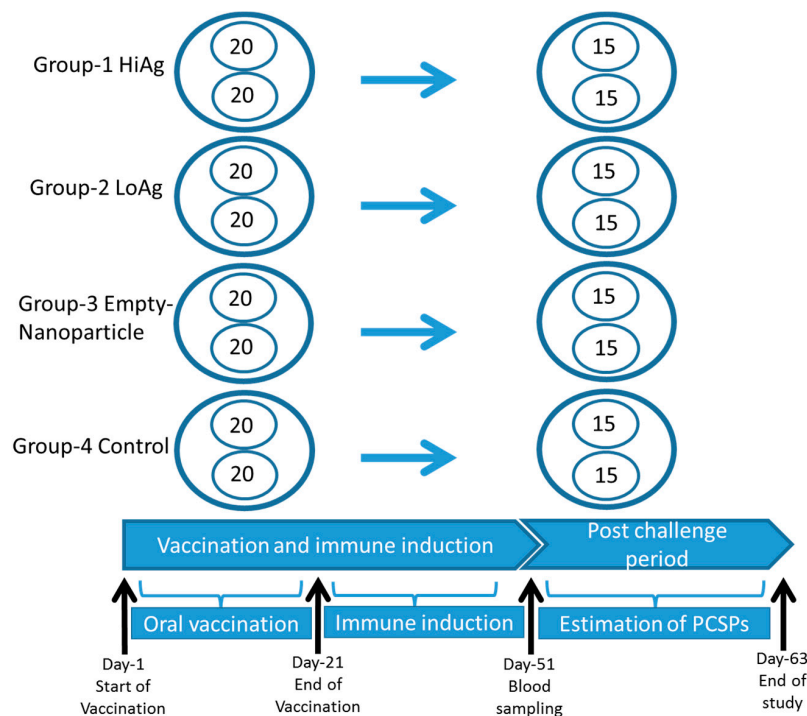 20
15
Group-1 HiAg
20
15
20
15
Group-2 LoAg
20
15
20
15
Group-3 Empty-
Nanoparticle
20
15
20
15
Group-4 Control
20
15
Vaccination and immune induction
Post challenge
period
Oral vaccination
Immune induction
Estimation of PCSPs
Day-1
Start of
Vaccination
Day-21
End of
Vaccination
Day-51
Blood
sampling
Day-63
End of
study